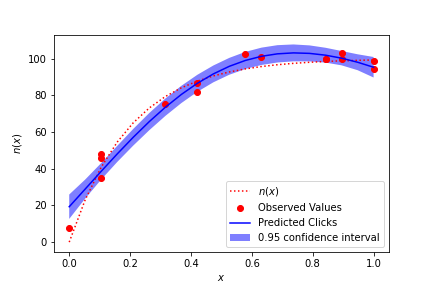 100
80
60
40
20
0
n(x)
0.0 0.2 0.4 0.6 0.8 1.0
x
n(x)
Observed Values
Predicted Clicks
0.95 confidence interval